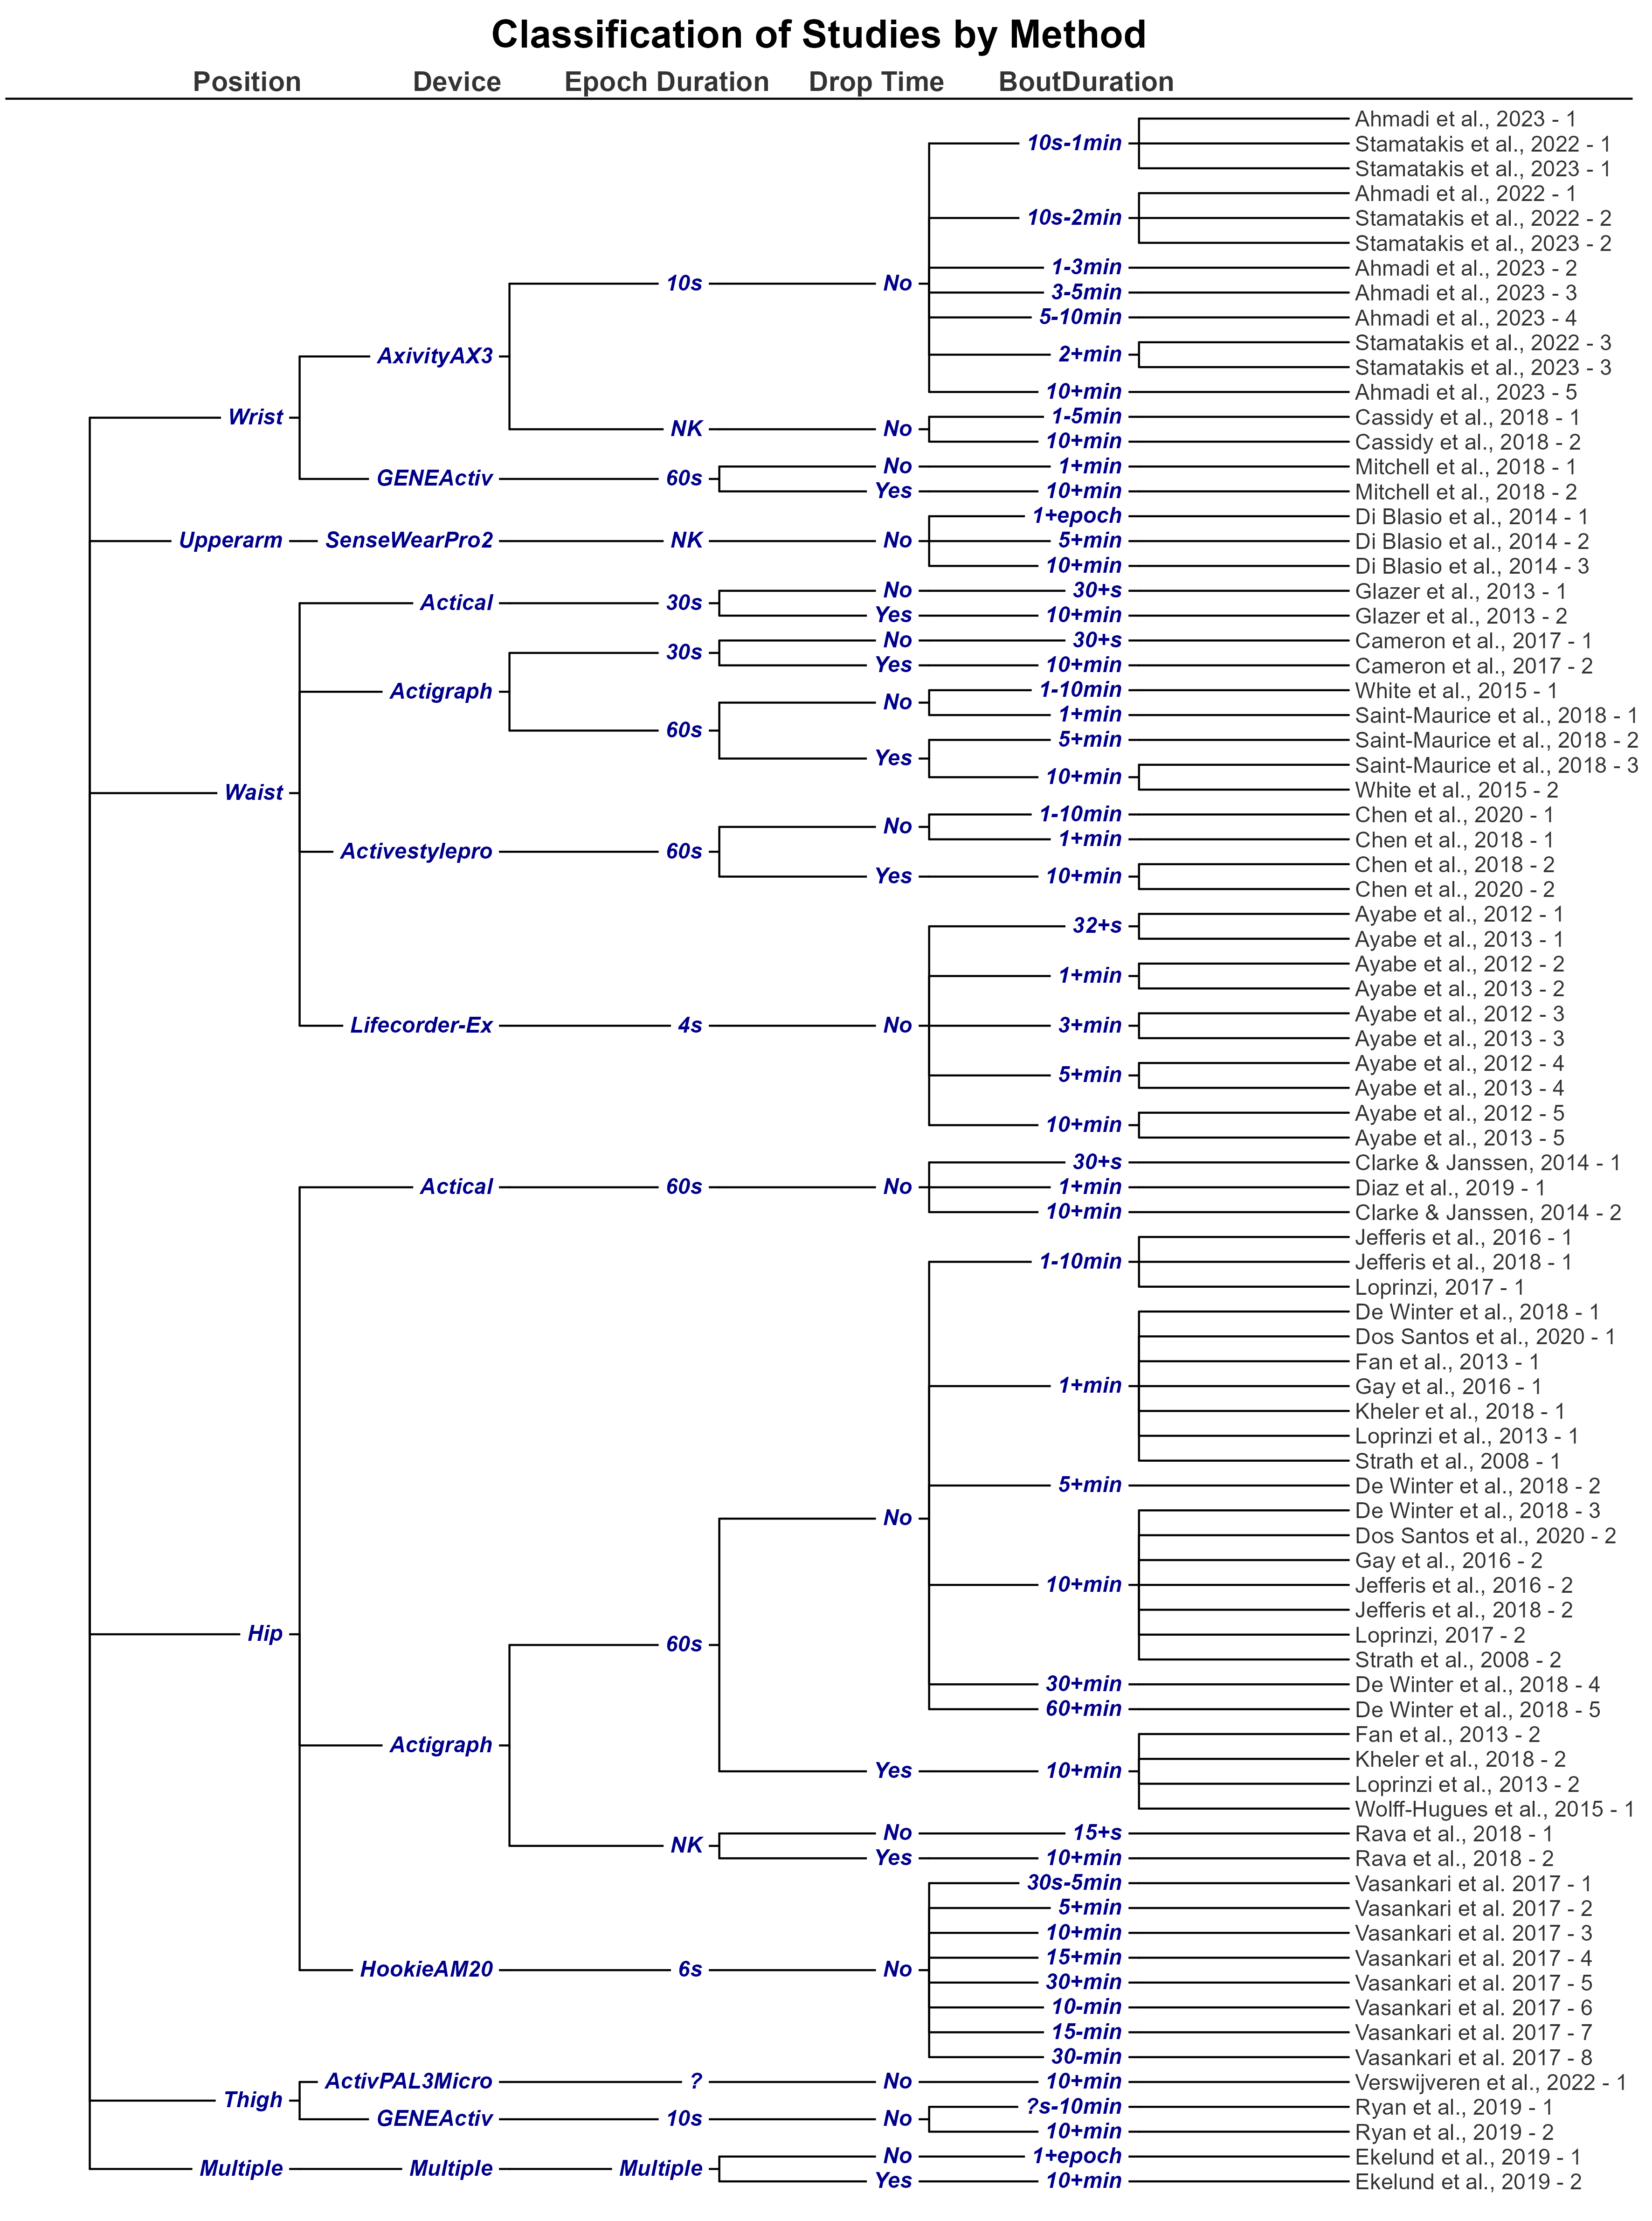 Classification of Studies by Method
Position Device Epoch Duration Drop Time BoutDuration
Ahmadi et al., 2023 - 1
10s-1min Stamatakis et al., 2022 - 1
Stamatakis et al., 2023 - 1
Ahmadi et al., 2022 - 1
10s-2min Stamatakis et al., 2022 - 2
Stamatakis et al., 2023 - 2
1-3min Ahmadi et al., 2023 - 2
10s No
3-5min Ahmadi et al., 2023 - 3
5-10min Ahmadi et al., 2023 - 4
Stamatakis et al., 2022 - 3
AxivityAX3 2+min
Stamatakis et al., 2023 - 3
10+min Ahmadi et al., 2023 - 5
Wrist 1-5min Cassidy et al., 2018 - 1
NK No
10+min Cassidy et al., 2018 - 2
No 1+min Mitchell et al., 2018 - 1
GENEActiv 60s
Yes 10+min Mitchell et al., 2018 - 2
1+epoch Di Blasio et al., 2014 - 1
Upperarm SenseWearPro2 NK No 5+min Di Blasio et al., 2014 - 2
10+min Di Blasio et al., 2014 - 3
No 30+s Glazer et al., 2013 - 1
Actical 30s
Yes 10+min Glazer et al., 2013 - 2
No 30+s Cameron et al., 2017 - 1
30s
Yes 10+min Cameron et al., 2017 - 2
Actigraph 1-10min White et al., 2015 - 1
No
1+min Saint-Maurice et al., 2018 - 1
60s
5+min Saint-Maurice et al., 2018 - 2
Yes
Saint-Maurice et al., 2018 - 3
10+min
Waist White et al., 2015 - 2
1-10min Chen et al., 2020 - 1
No
1+min Chen et al., 2018 - 1
Activestylepro 60s
Chen et al., 2018 - 2
Yes 10+min
Chen et al., 2020 - 2
Ayabe et al., 2012 - 1
32+s
Ayabe et al., 2013 - 1
Ayabe et al., 2012 - 2
1+min
Ayabe et al., 2013 - 2
Ayabe et al., 2012 - 3
Lifecorder-Ex 4s No 3+min
Ayabe et al., 2013 - 3
Ayabe et al., 2012 - 4
5+min
Ayabe et al., 2013 - 4
Ayabe et al., 2012 - 5
10+min
Ayabe et al., 2013 - 5
30+s Clarke & Janssen, 2014 - 1
Actical 60s No 1+min Diaz et al., 2019 - 1
10+min Clarke & Janssen, 2014 - 2
Jefferis et al., 2016 - 1
1-10min Jefferis et al., 2018 - 1
Loprinzi, 2017 - 1
De Winter et al., 2018 - 1
Dos Santos et al., 2020 - 1
Fan et al., 2013 - 1
1+min Gay et al., 2016 - 1
Kheler et al., 2018 - 1
Loprinzi et al., 2013 - 1
Strath et al., 2008 - 1
5+min De Winter et al., 2018 - 2
De Winter et al., 2018 - 3
No
Dos Santos et al., 2020 - 2
Gay et al., 2016 - 2
10+min Jefferis et al., 2016 - 2
Jefferis et al., 2018 - 2
Hip Loprinzi, 2017 - 2
60s
Strath et al., 2008 - 2
30+min De Winter et al., 2018 - 4
60+min De Winter et al., 2018 - 5
Fan et al., 2013 - 2
Actigraph
Kheler et al., 2018 - 2
Yes 10+min
Loprinzi et al., 2013 - 2
Wolff-Hugues et al., 2015 - 1
No 15+s Rava et al., 2018 - 1
NK
Yes 10+min Rava et al., 2018 - 2
30s-5min Vasankari et al. 2017 - 1
5+min Vasankari et al. 2017 - 2
10+min Vasankari et al. 2017 - 3
15+min Vasankari et al. 2017 - 4
HookieAM20 6s No
30+min Vasankari et al. 2017 - 5
10-min Vasankari et al. 2017 - 6
15-min Vasankari et al. 2017 - 7
30-min Vasankari et al. 2017 - 8
ActivPAL3Micro ? No 10+min Verswijveren et al., 2022 - 1
Thigh
?s-10min Ryan et al., 2019 - 1
GENEActiv 10s No
10+min Ryan et al., 2019 - 2
No 1+epoch Ekelund et al., 2019 - 1
Multiple Multiple Multiple
Yes 10+min Ekelund et al., 2019 - 2